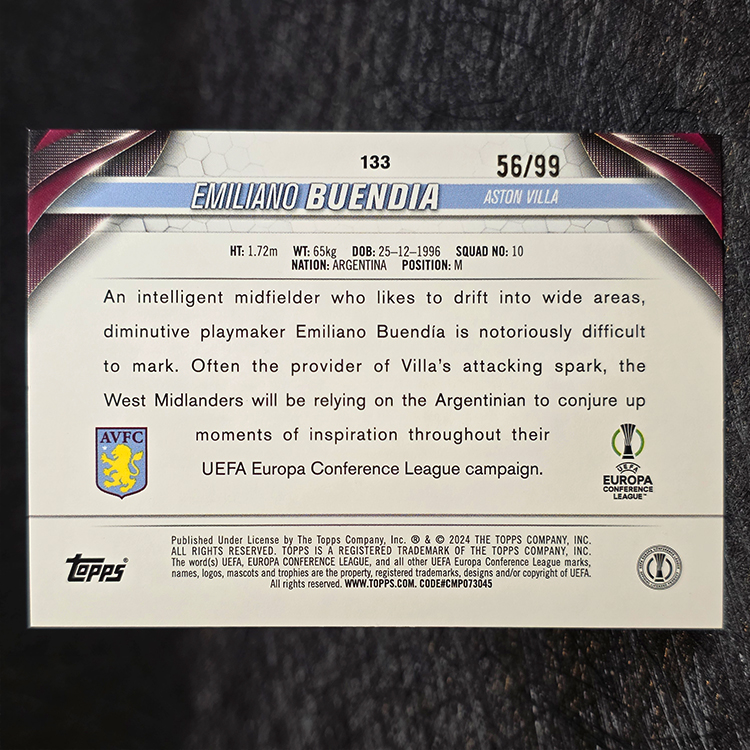 133
56/99
EMILIANO BUENDIA
ASTON VILLA
HT: 1.72m WT: 65kg DOB: 25-12-1996 SQUAD NO: 10
NATION: ARGENTINA POSITION: M
An intelligent midfielder who likes to drift into wide areas,
diminutive playmaker Emiliano Buendía is notoriously difficult
to mark. Often the provider of Villa's attacking spark, the
West Midlanders will be relying on the Argentinian to conjure up
moments of inspiration throughout their
UEFA Europa Conference League campaign.
AVFC
UEFA
EUROPA
CONFERENCE
LEAGUE™
Topps®
Published Under License by The Topps Company, Inc. ® & © 2024 THE TOPPS COMPANY, INC.
ALL RIGHTS RESERVED. TOPPS IS A REGISTERED TRADEMARK OF THE TOPPS COMPANY, INC.
The word(s) UEFA, EUROPA CONFERENCE LEAGUE, and all other UEFA Europa Conference League marks,
names, logos, mascots and trophies are the property, registered trademarks, designs and/or copyright of UEFA.
All rights reserved. WWW.TOPPS.COM. CODE#CMP073045